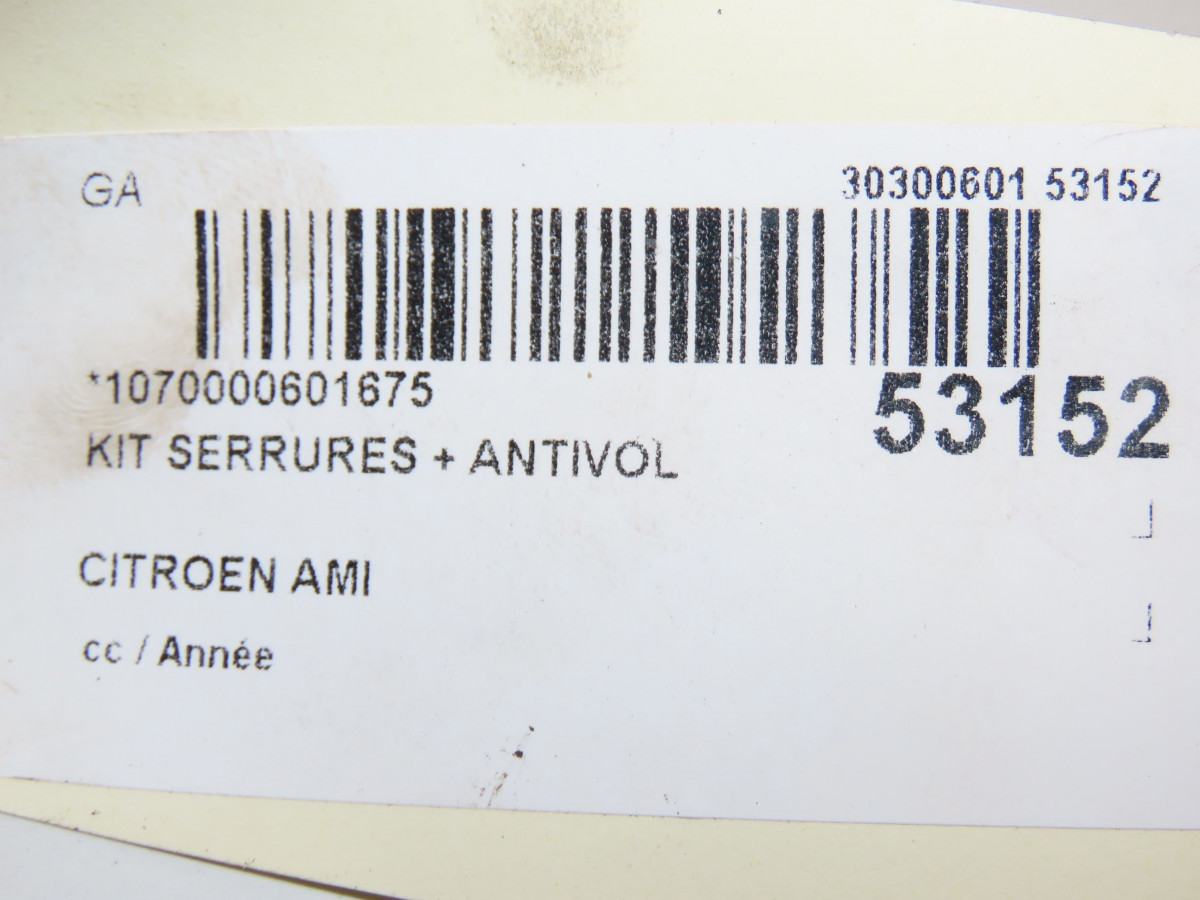 GA 30300601 53152
*1070000601675 53152
KIT SERRURES + ANTIVOL
CITROEN AMI
cc / Année